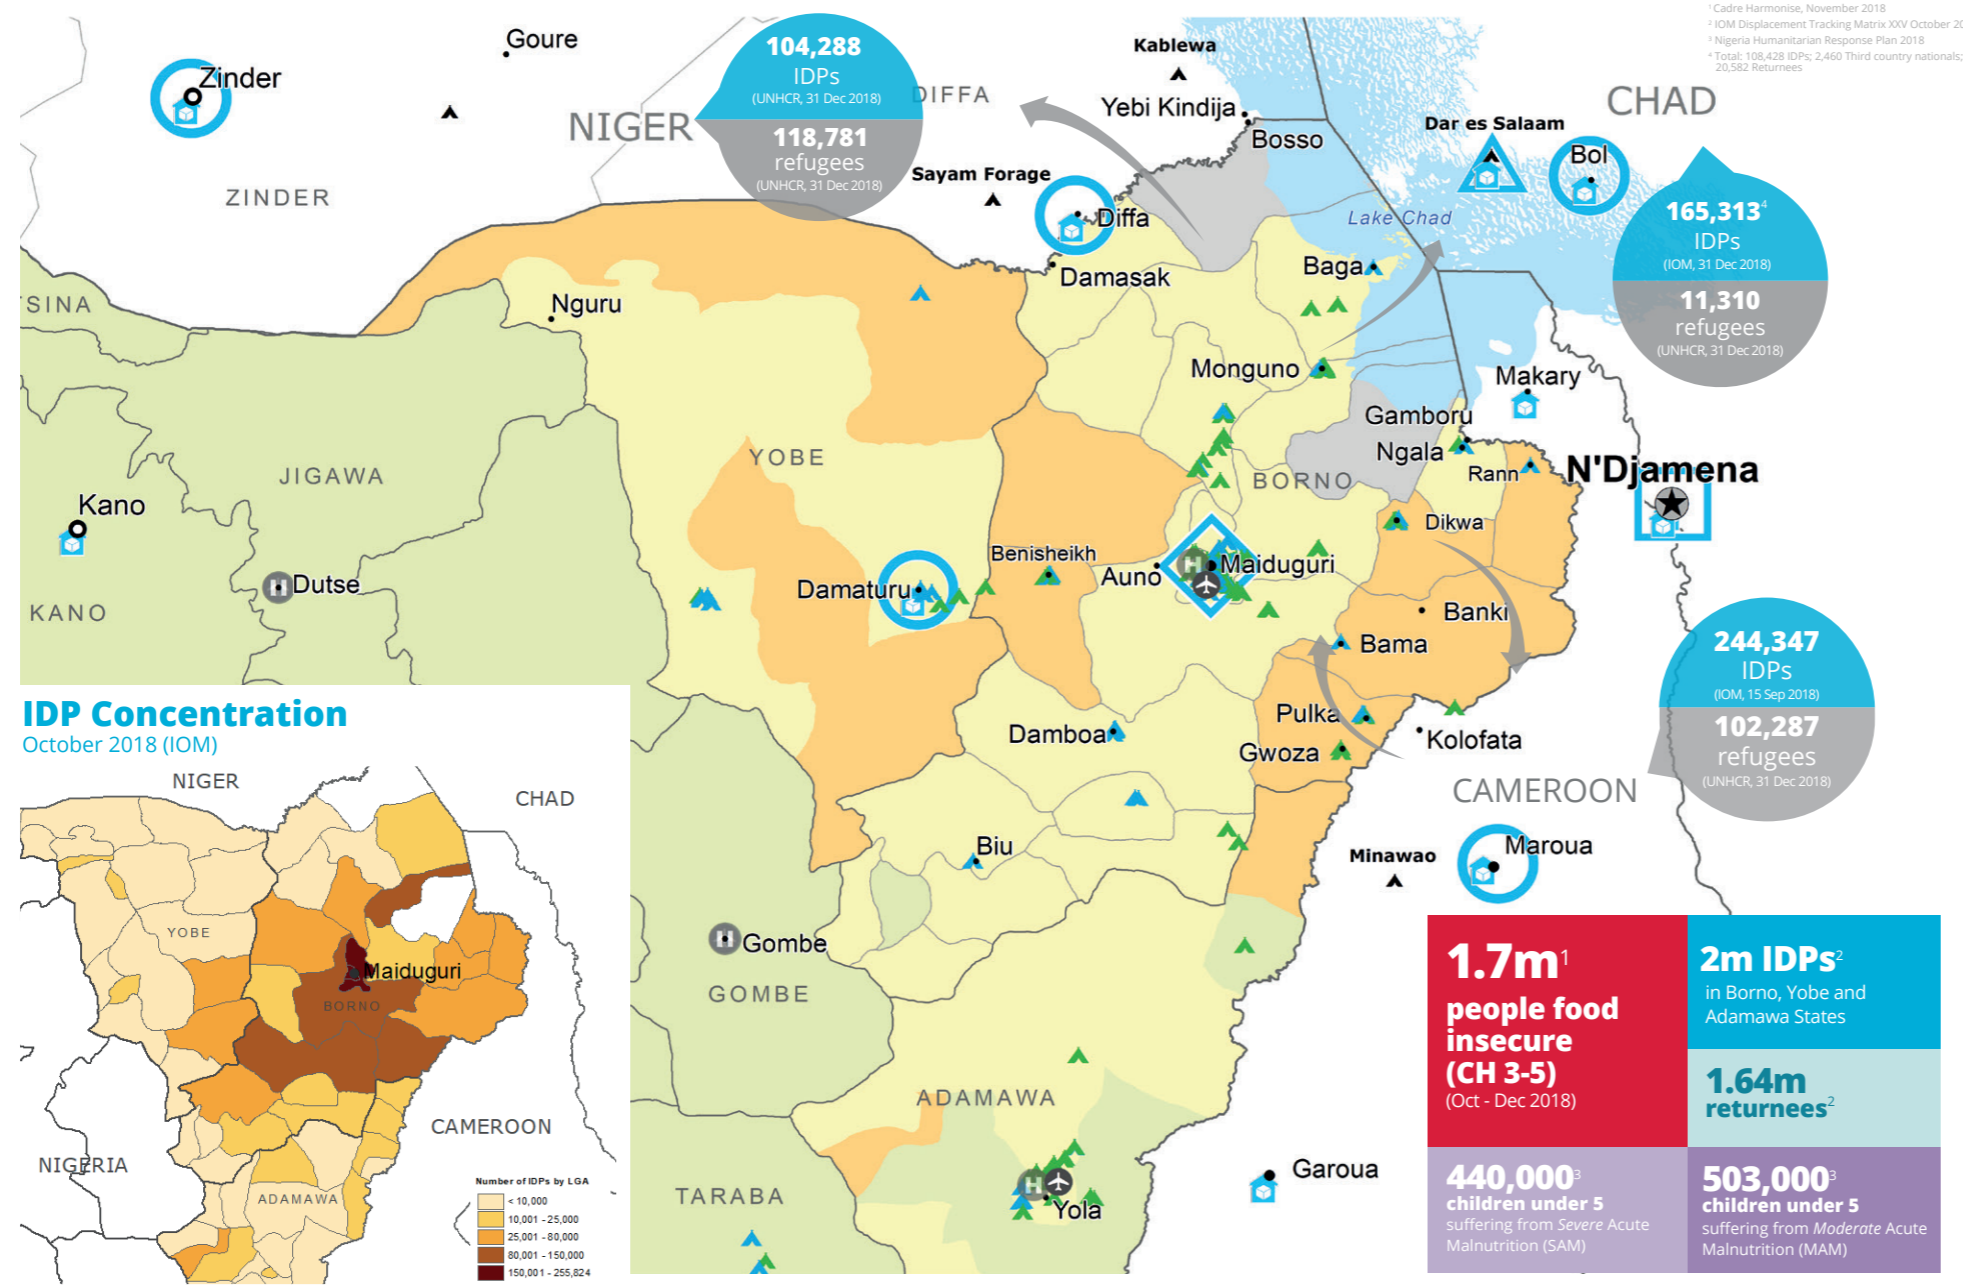 ¹ Cadre Harmonise, November 2018
² IOM Displacement Tracking Matrix XXV October 20
³ Nigeria Humanitarian Response Plan 2018
⁴ Total: 108,428 IDPs; 2,460 Third country nationals;
20,582 Returnees
Goure
Zinder
ZINDER
NIGER
104,288
IDPs
(UNHCR, 31 Dec 2018)
118,781
refugees
(UNHCR, 31 Dec 2018)
DIFFA
Kablewa
Yebi Kindija
Bosso
Sayam Forage
Diffa
Damasak
CHAD
Dar es Salaam
Bol
Lake Chad
165,313⁴
IDPs
(IOM, 31 Dec 2018)
11,310
refugees
(UNHCR, 31 Dec 2018)
SINA
Nguru
Baga
Monguno
Makary
Gamboru
Ngala
Rann
N'Djamena
YOBE
BORNO
JIGAWA
Kano
Dikwa
Benisheikh
Auno
H
Maiduguri
H
Dutse
Damaturu
KANO
Banki
Bama
244,347
IDPs
(IOM, 15 Sep 2018)
102,287
refugees
(UNHCR, 31 Dec 2018)
Pulka
Damboa
Gwoza
Kolofata
CAMEROON
Biu
Minawao
Maroua
H
Gombe
GOMBE
ADAMAWA
TARABA
H
Yola
Garoua
IDP Concentration
October 2018 (IOM)
NIGER
CHAD
YOBE
Maiduguri
BORNO
CAMEROON
NIGERIA
ADAMAWA
Number of IDPs by LGA
< 10,000
10,001 - 25,000
25,001 - 80,000
80,001 - 150,000
150,001 - 255,824
1.7m¹
people food
insecure
(CH 3-5)
(Oct - Dec 2018)
2m IDPs²
in Borno, Yobe and
Adamawa States
1.64m
returnees²
440,000³
children under 5
suffering from Severe Acute
Malnutrition (SAM)
503,000³
children under 5
suffering from Moderate Acute
Malnutrition (MAM)